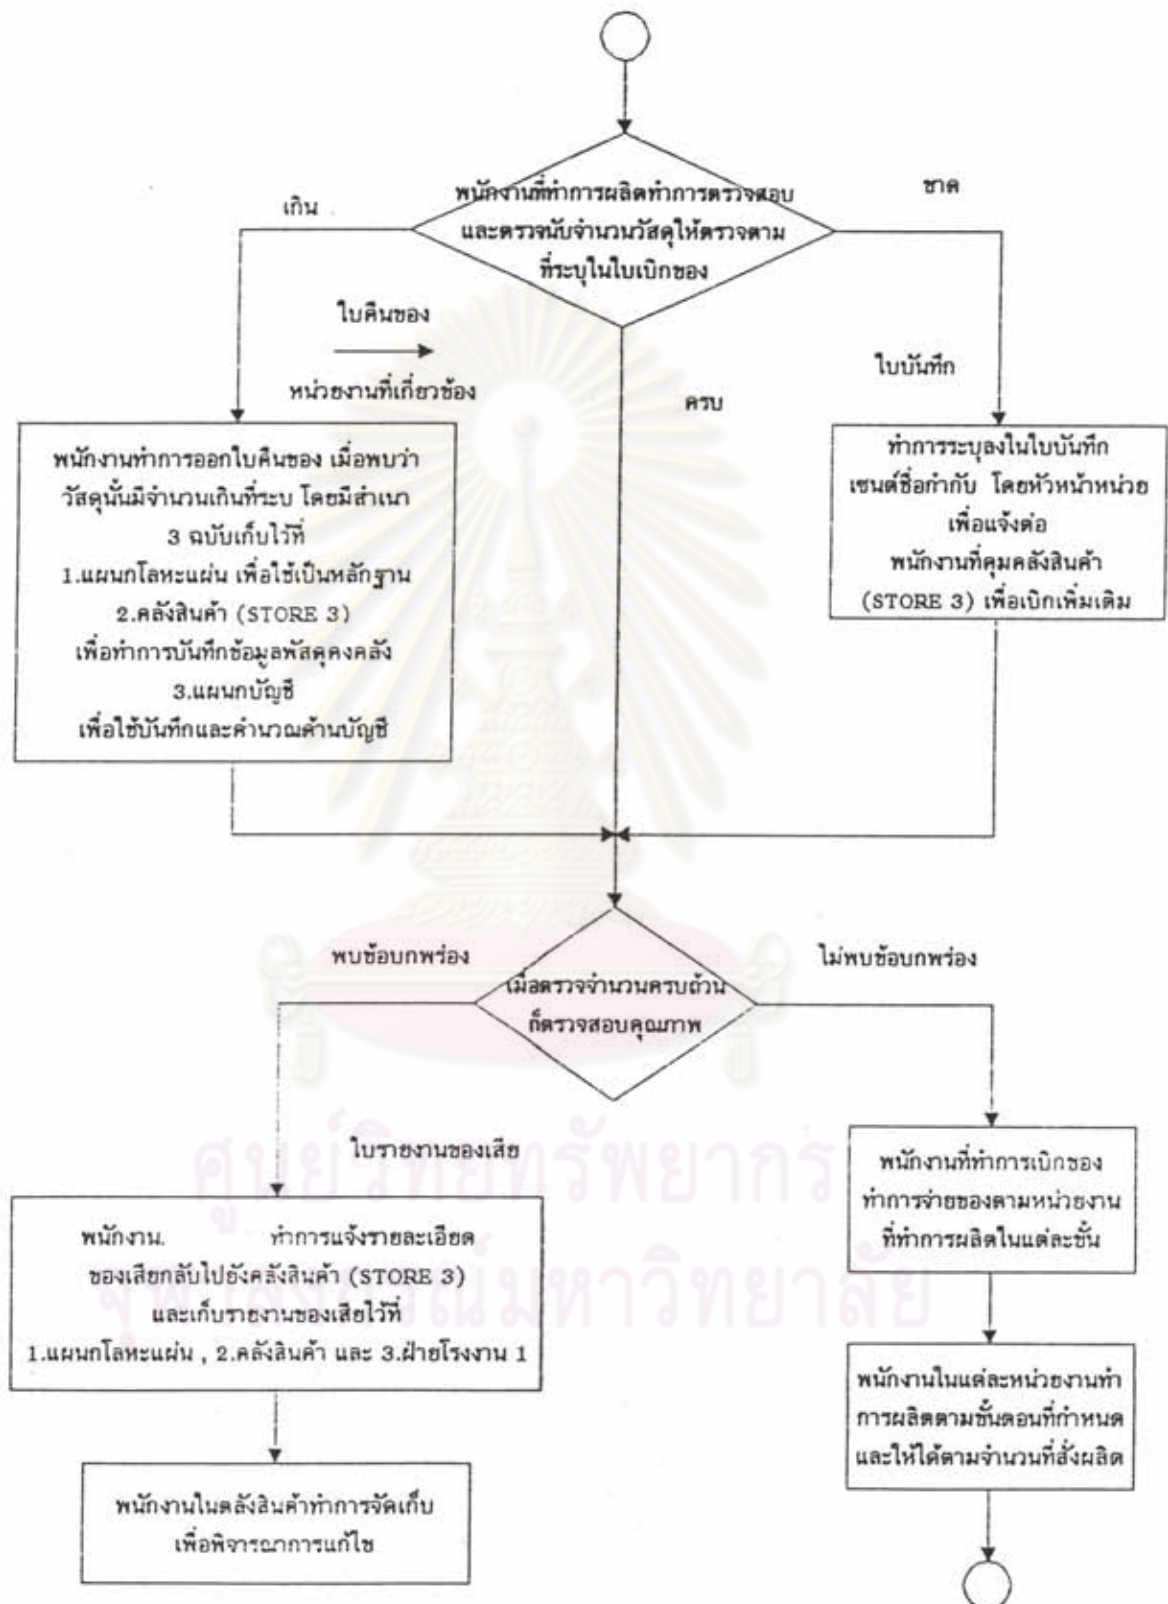 พนักงานที่ทำการผลิตทำการตรวจสอบ
และตรวจนับจำนวนวัสดุให้ตรวจตาม
ที่ระบุในใบเบิกของ
เกิน
ขาด
ใบคืนของ
หน่วยงานที่เกี่ยวข้อง
ครบ
ใบบันทึก
พนักงานทำการออกใบคืนของ เมื่อพบว่า
วัสดุนั้นมีจำนวนเกินที่ระบ โดยมีสำเนา
3 ฉบับเก็บไว้ที่
1.แผนกโลหะแผ่น เพื่อใช้เป็นหลักฐาน
2.คลังสินค้า (STORE 3)
เพื่อทำการบันทึกข้อมูลพัสดุคงคลัง
3.แผนกบัญชี
เพื่อใช้บันทึกและคำนวณด้านบัญชี
ทำการระบุลงในใบบันทึก
เซนต์ชื่อกำกับ โดยหัวหน้าหน่วย
เพื่อแจ้งต่อ
พนักงานที่คุมคลังสินค้า
(STORE 3) เพื่อเบิกเพิ่มเติม
พบข้อบกพร่อง
ไม่พบข้อบกพร่อง
เมื่อตรวจจำนวนครบถ้วน
ก็ตรวจสอบคุณภาพ
ใบรายงานของเสีย
พนักงาน. ทำการแจ้งรายละเอียด
ของเสียกลับไปยังคลังสินค้า (STORE 3)
และเก็บรายงานของเสียไว้ที่
1.แผนกโลหะแผ่น , 2.คลังสินค้า และ 3.ฝ่ายโรงงาน 1
พนักงานในคลังสินค้าทำการจัดเก็บ
เพื่อพิจารณาการแก้ไข
พนักงานที่ทำการเบิกของ
ทำการจ่ายของตามหน่วยงาน
ที่ทำการผลิตในแต่ละขั้น
พนักงานในแต่ละหน่วยงานทำ
การผลิตตามขั้นตอนที่กำหนด
และให้ได้ตามจำนวนที่สั่งผลิต
ศูนย์วิทยทรัพยากร
จุฬาลงกรณ์มหาวิทยาลัย